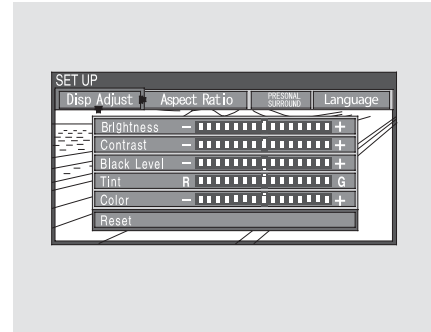 SET UP
Disp Adjust Aspect Ratio PRESONAL SURROUND Language
Brightness − +
Contrast − +
Black Level − +
Tint R G
Color − +
Reset